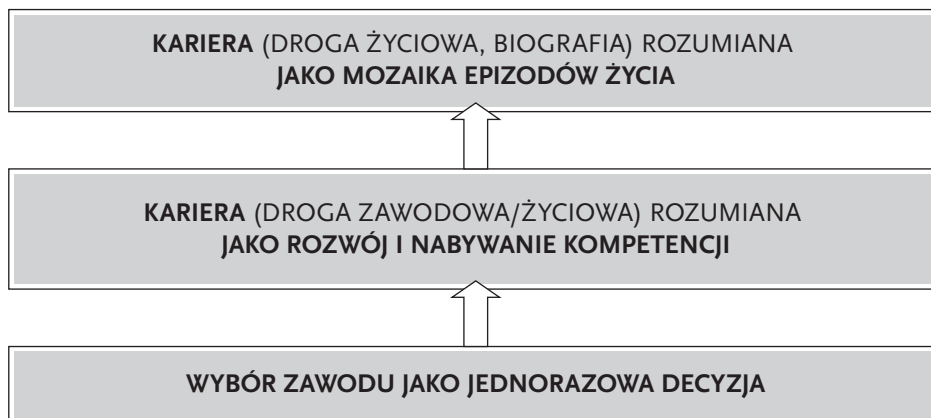 KARIERA (DROGA ŻYCIOWA, BIOGRAFIA) ROZUMIANA
JAKO MOZAIKA EPIZODÓW ŻYCIA
KARIERA (DROGA ZAWODOWA/ŻYCIOWA) ROZUMIANA
JAKO ROZWÓJ I NABYWANIE KOMPETENCJI
WYBÓR ZAWODU JAKO JEDNORAZOWA DECYZJA